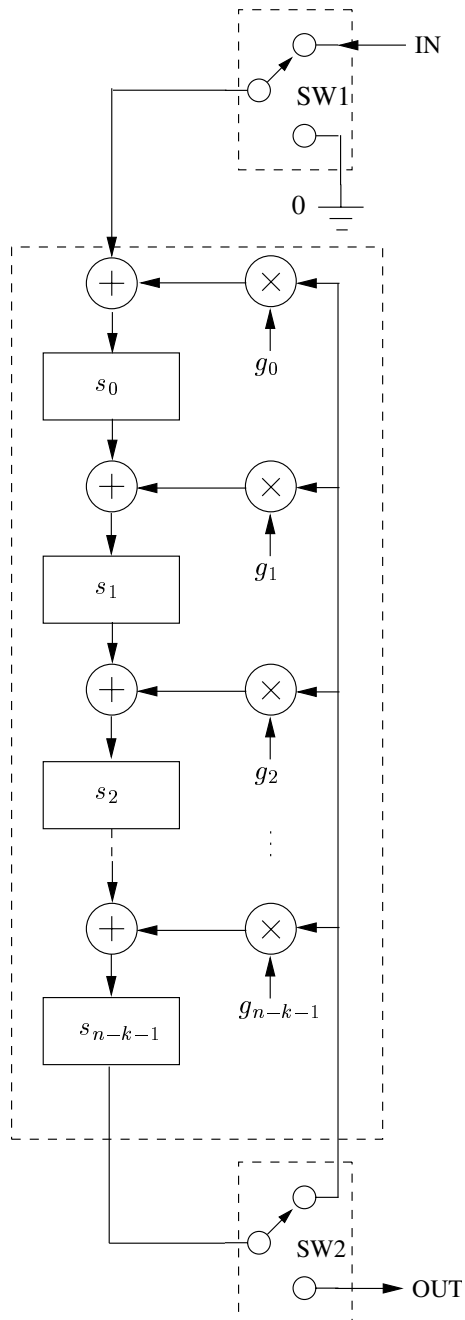 IN
SW1
0
+ ×
g₀
s₀
+ ×
g₁
s₁
+ ×
g₂
s₂
⋮
+ ×
gₙ₋ₖ₋₁
sₙ₋ₖ₋₁
SW2
OUT